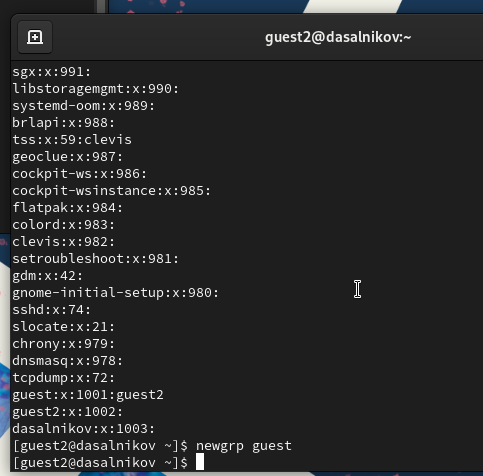 guest2@dasalnikov:~
sgx:x:991:
libstoragemgmt:x:990:
systemd-oom:x:989:
brlapi:x:988:
tss:x:59:clevis
geoclue:x:987:
cockpit-ws:x:986:
cockpit-wsinstance:x:985:
flatpak:x:984:
colord:x:983:
clevis:x:982:
setroubleshoot:x:981:
gdm:x:42:
gnome-initial-setup:x:980:
sshd:x:74:
slocate:x:21:
chrony:x:979:
dnsmasq:x:978:
tcpdump:x:72:
guest:x:1001:guest2
guest2:x:1002:
dasalnikov:x:1003:
[guest2@dasalnikov ~]$ newgrp guest
[guest2@dasalnikov ~]$